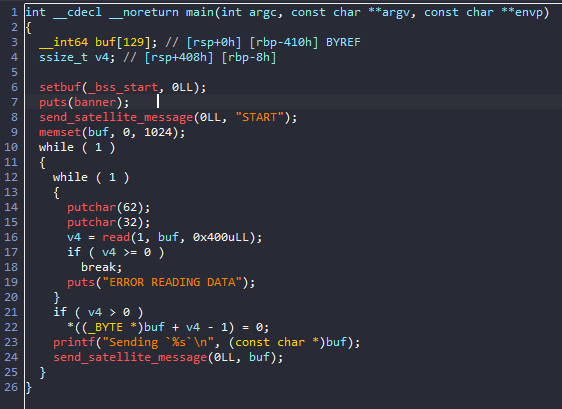 1 int __cdecl __noreturn main(int argc, const char **argv, const char **envp)
2 {
3 __int64 buf[129]; // [rsp+0h] [rbp-410h] BYREF
4 ssize_t v4; // [rsp+408h] [rbp-8h]
5
6 setbuf(_bss_start, 0LL);
7 puts(banner);
8 send_satellite_message(0LL, "START");
9 memset(buf, 0, 1024);
10 while ( 1 )
11 {
12 while ( 1 )
13 {
14 putchar(62);
15 putchar(32);
16 v4 = read(1, buf, 0x400uLL);
17 if ( v4 >= 0 )
18 break;
19 puts("ERROR READING DATA");
20 }
21 if ( v4 > 0 )
22 *((_BYTE *)buf + v4 - 1) = 0;
23 printf("Sending `%s`\n", (const char *)buf);
24 send_satellite_message(0LL, buf);
25 }
26 }